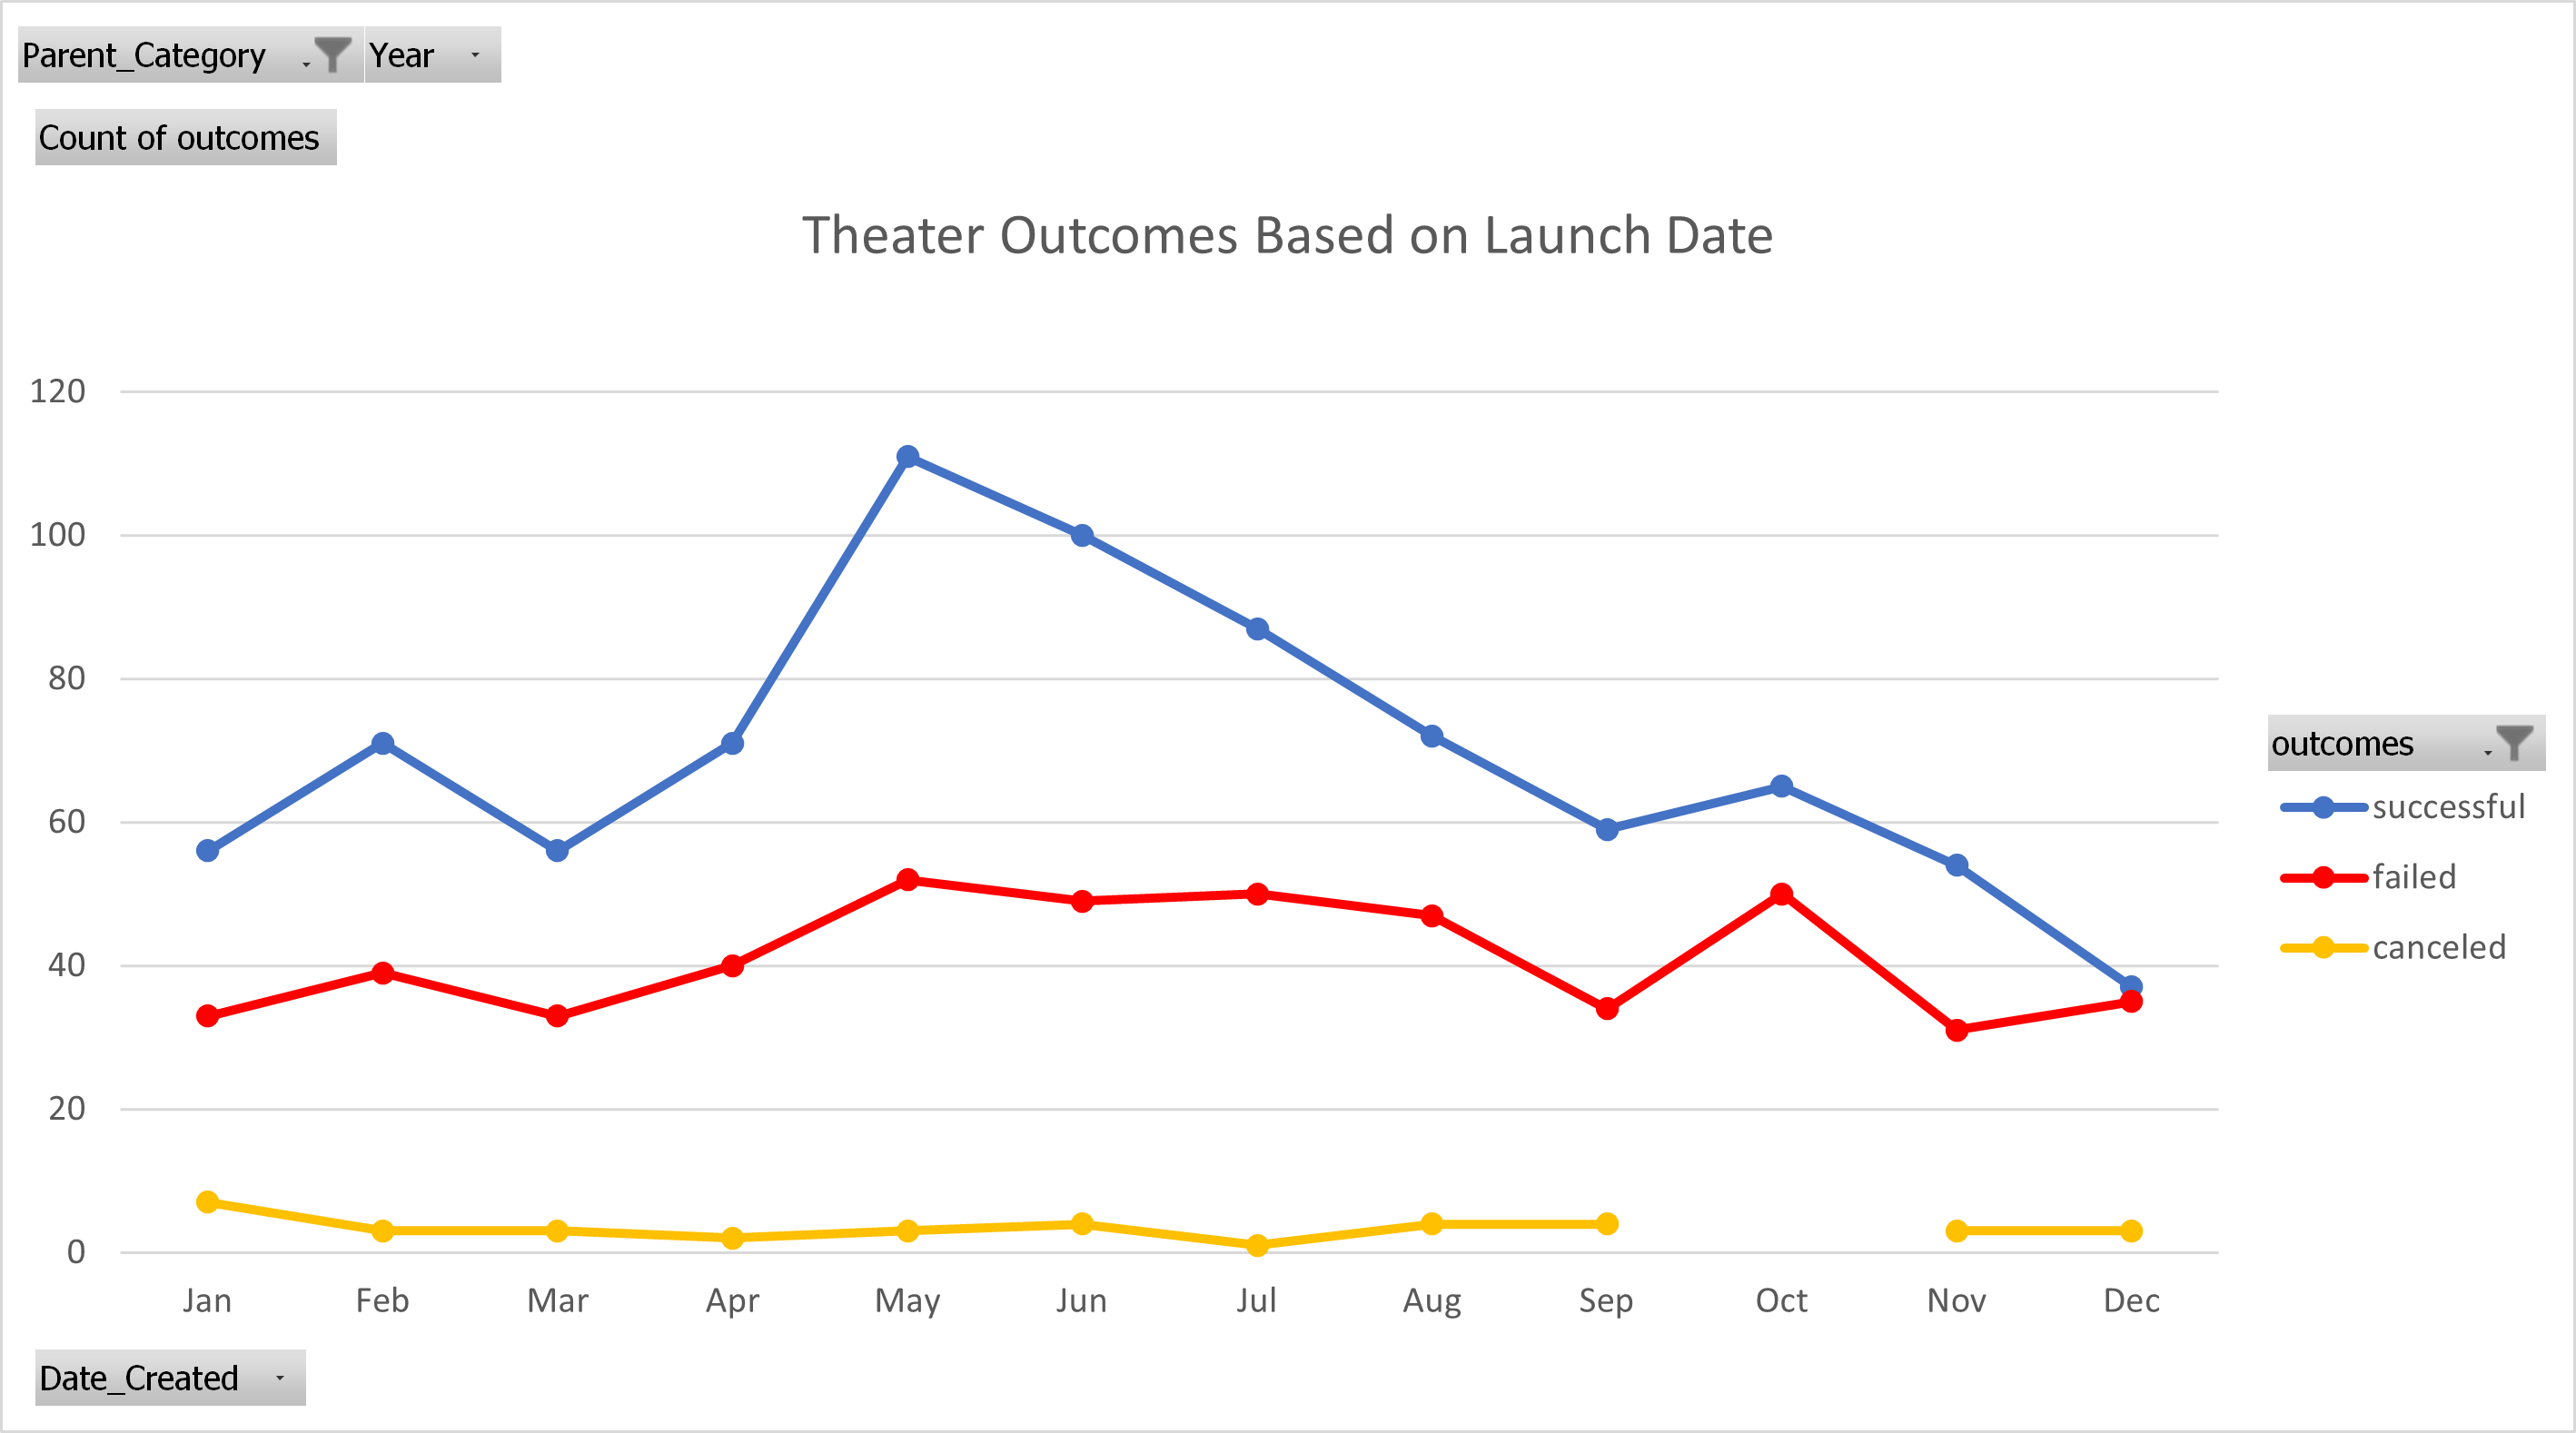 Parent_Category Year
Count of outcomes
Theater Outcomes Based on Launch Date
120
100
80
60
40
20
0
Jan Feb Mar Apr May Jun Jul Aug Sep Oct Nov Dec
outcomes
successful
failed
canceled
Date_Created